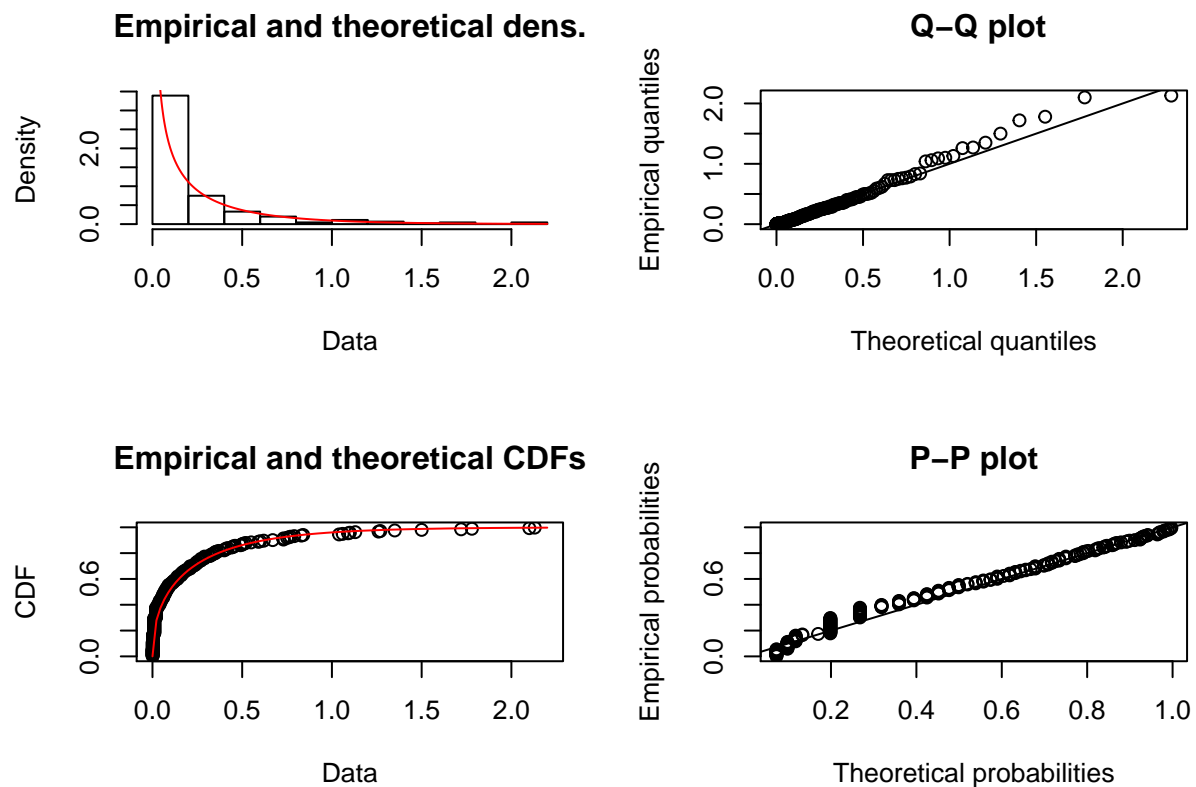 Empirical and theoretical dens.
Density
0.0 2.0
0.0 0.5 1.0 1.5 2.0
Data
Q−Q plot
Empirical quantiles
0.0 1.0 2.0
0.0 0.5 1.0 1.5 2.0
Theoretical quantiles
Empirical and theoretical CDFs
CDF
0.0 0.6
0.0 0.5 1.0 1.5 2.0
Data
P−P plot
Empirical probabilities
0.0 0.6
0.2 0.4 0.6 0.8 1.0
Theoretical probabilities